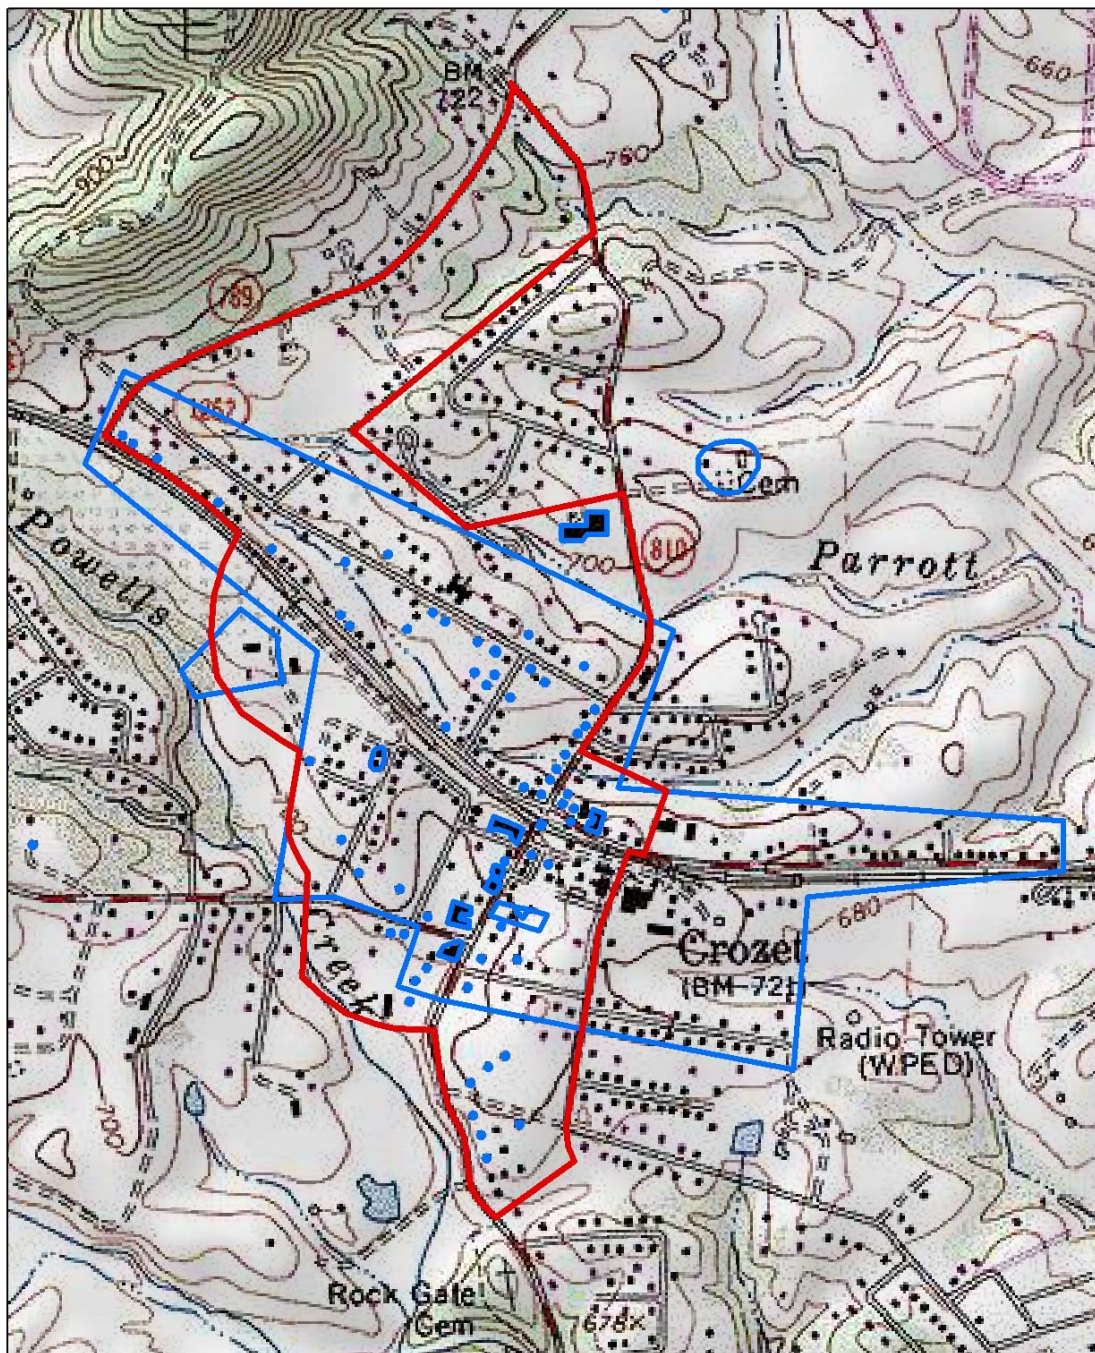 BM
722
660
760
900
789
1257
Cem
810
700
Parrott
Powells
680
Crozet
(BM 721)
Creek
Radio Tower
(WPED)
700
Rock Gate
Cem
678x